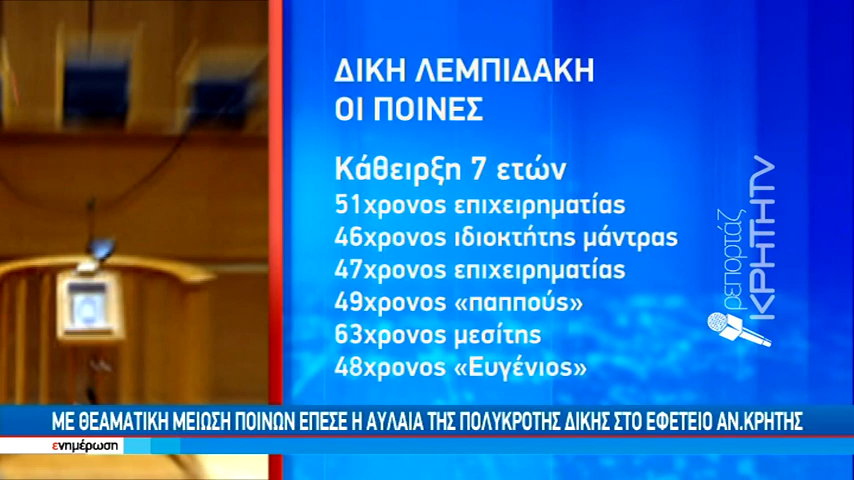 ΔΙΚΗ ΛΕΜΠΙΔΑΚΗ
ΟΙ ΠΟΙΝΕΣ
Κάθειρξη 7 ετών
51χρονος επιχειρηματίας
46χρονος ιδιοκτήτης μάντρας
47χρονος επιχειρηματίας
49χρονος «παππούς»
63χρονος μεσίτης
48χρονος «Ευγένιος»
ρεπορτάζ
ΚΡΗΤΗTV
ΜΕ ΘΕΑΜΑΤΙΚΗ ΜΕΙΩΣΗ ΠΟΙΝΩΝ ΕΠΕΣΕ Η ΑΥΛΑΙΑ ΤΗΣ ΠΟΛΥΚΡΟΤΗΣ ΔΙΚΗΣ ΣΤΟ ΕΦΕΤΕΙΟ ΑΝ.ΚΡΗΤΗΣ
ενημέρωση